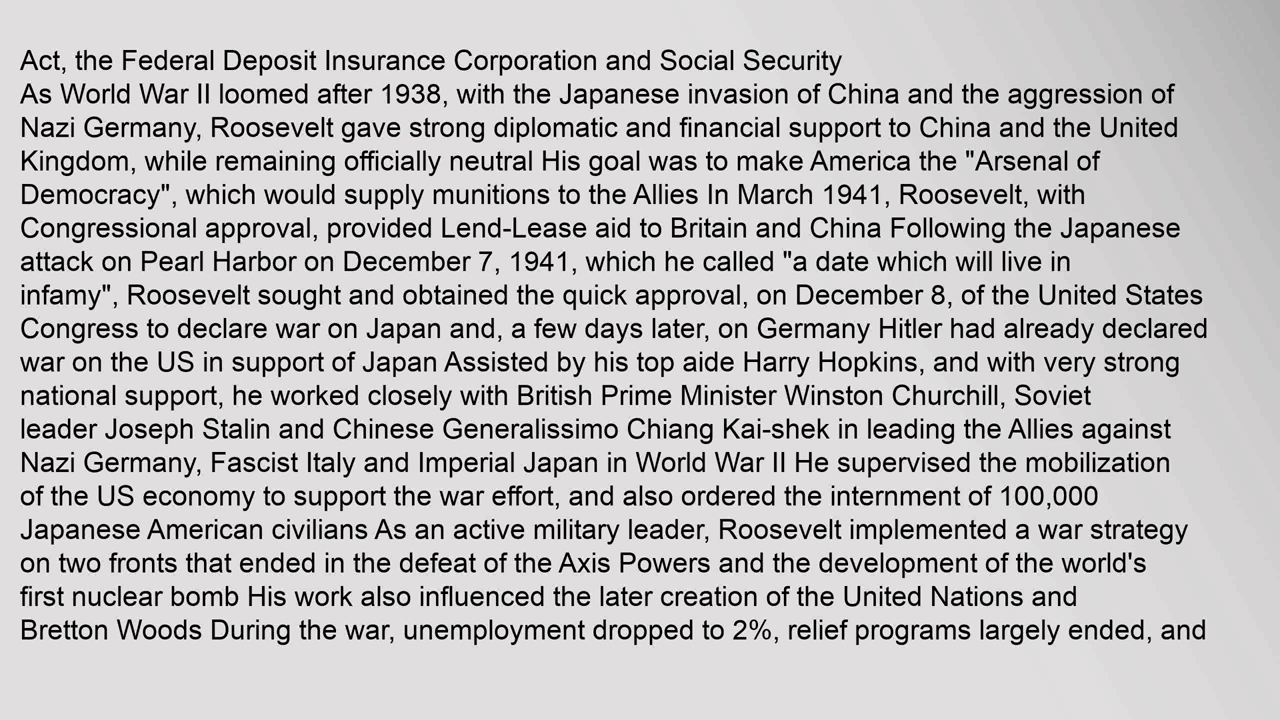 Act, the Federal Deposit Insurance Corporation and Social Security
As World War II loomed after 1938, with the Japanese invasion of China and the aggression of
Nazi Germany, Roosevelt gave strong diplomatic and financial support to China and the United
Kingdom, while remaining officially neutral His goal was to make America the "Arsenal of
Democracy", which would supply munitions to the Allies In March 1941, Roosevelt, with
Congressional approval, provided Lend-Lease aid to Britain and China Following the Japanese
attack on Pearl Harbor on December 7, 1941, which he called "a date which will live in
infamy", Roosevelt sought and obtained the quick approval, on December 8, of the United States
Congress to declare war on Japan and, a few days later, on Germany Hitler had already declared
war on the US in support of Japan Assisted by his top aide Harry Hopkins, and with very strong
national support, he worked closely with British Prime Minister Winston Churchill, Soviet
leader Joseph Stalin and Chinese Generalissimo Chiang Kai-shek in leading the Allies against
Nazi Germany, Fascist Italy and Imperial Japan in World War II He supervised the mobilization
of the US economy to support the war effort, and also ordered the internment of 100,000
Japanese American civilians As an active military leader, Roosevelt implemented a war strategy
on two fronts that ended in the defeat of the Axis Powers and the development of the world's
first nuclear bomb His work also influenced the later creation of the United Nations and
Bretton Woods During the war, unemployment dropped to 2%, relief programs largely ended, and